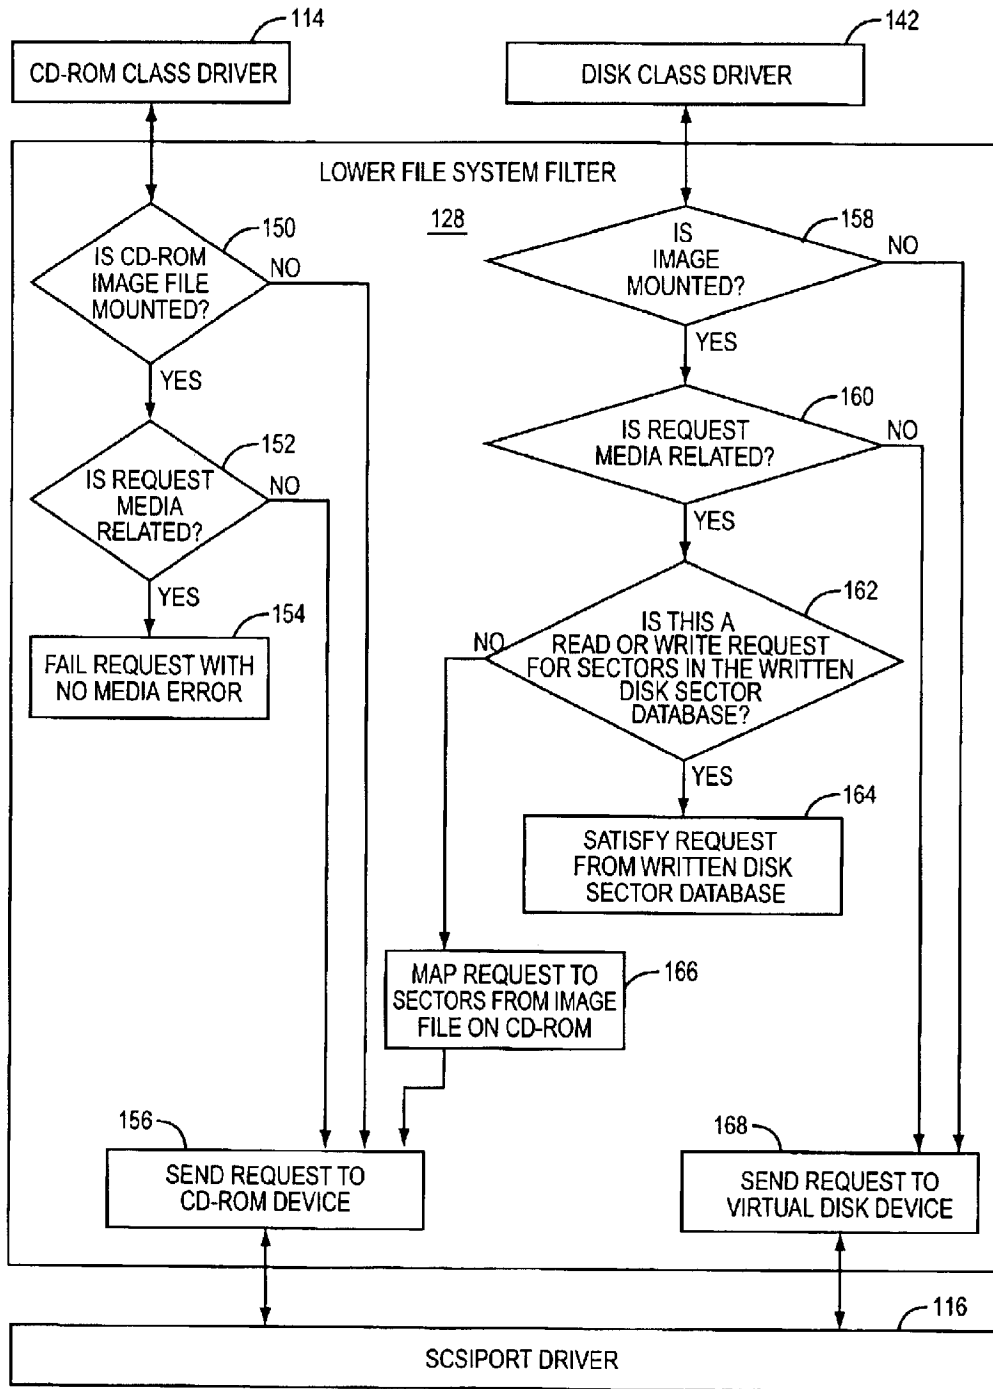 114
CD-ROM CLASS DRIVER
142
DISK CLASS DRIVER
LOWER FILE SYSTEM FILTER
128
150
IS CD-ROM
IMAGE FILE
MOUNTED?
NO
YES
152
IS REQUEST
MEDIA
RELATED?
NO
YES
154
FAIL REQUEST WITH
NO MEDIA ERROR
158
IS
IMAGE
MOUNTED?
NO
YES
160
IS REQUEST
MEDIA RELATED?
NO
YES
162
IS THIS A
READ OR WRITE REQUEST
FOR SECTORS IN THE WRITTEN
DISK SECTOR
DATABASE?
NO
YES
164
SATISFY REQUEST
FROM WRITTEN DISK
SECTOR DATABASE
166
MAP REQUEST TO
SECTORS FROM IMAGE
FILE ON CD-ROM
156
SEND REQUEST TO
CD-ROM DEVICE
168
SEND REQUEST TO
VIRTUAL DISK DEVICE
116
SCSIPORT DRIVER